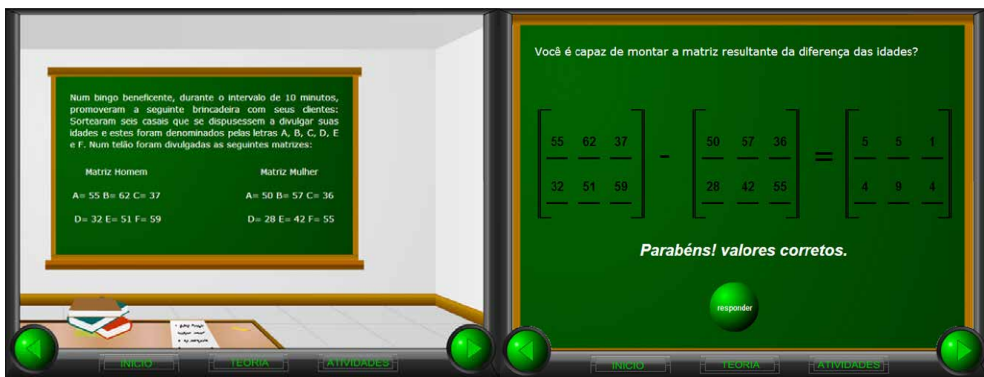 Num bingo beneficente, durante o intervalo de 10 minutos,
promoveram a seguinte brincadeira com seus clientes:
Sortearam seis casais que se dispusessem a divulgar suas
idades e estes foram denominados pelas letras A, B, C, D, E
e F. Num telão foram divulgadas as seguintes matrizes:
Matriz Homem Matriz Mulher
A= 55 B= 62 C= 37 A= 50 B= 57 C= 36
D= 32 E= 51 F= 59 D= 28 E= 42 F= 55
INICIO TEORIA ATIVIDADES
Você é capaz de montar a matriz resultante da diferença das idades?
55 62 37 50 57 36 5 5 1
- =
32 51 59 28 42 55 4 9 4
Parabéns! valores corretos.
responder
INICIO TEORIA ATIVIDADES